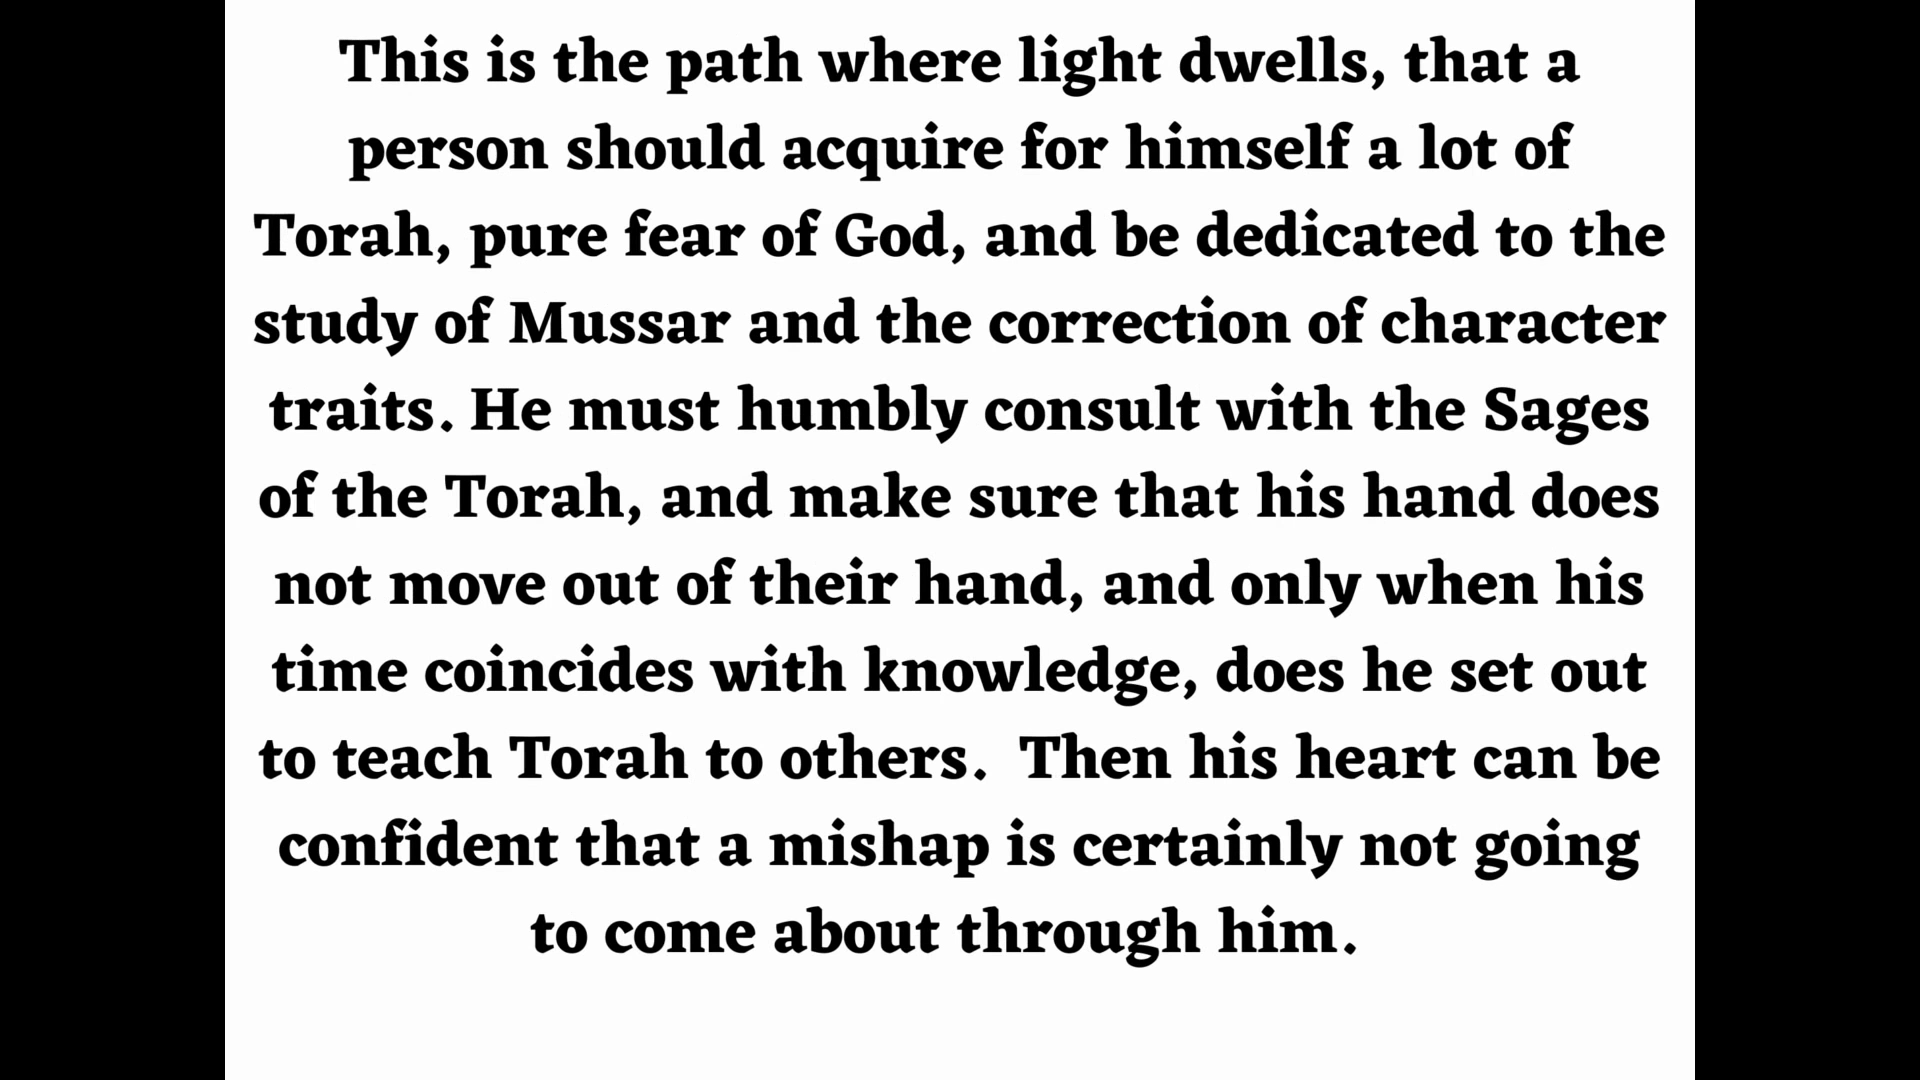 This is the path where light dwells, that a
person should acquire for himself a lot of
Torah, pure fear of God, and be dedicated to the
study of Mussar and the correction of character
traits. He must humbly consult with the Sages
of the Torah, and make sure that his hand does
not move out of their hand, and only when his
time coincides with knowledge, does he set out
to teach Torah to others.  Then his heart can be
confident that a mishap is certainly not going
to come about through him.